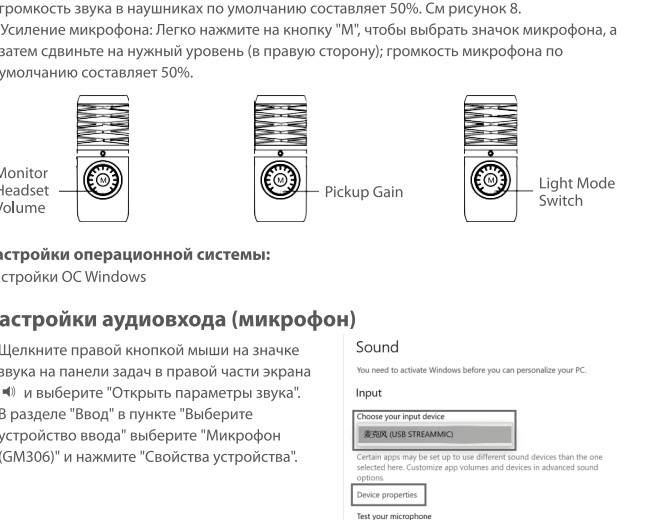 громкость звука в наушниках по умолчанию составляет 50%. См рисунок 8.
Усиление микрофона: Легко нажмите на кнопку "М", чтобы выбрать значок микрофона, а
затем сдвиньте на нужный уровень (в правую сторону); громкость микрофона по
умолчанию составляет 50%.
M
M
M
Monitor
Headset
Volume
Pickup Gain
Light Mode
Switch
астройки операционной системы:
стройки ОС Windows
астройки аудиовхода (микрофон)
Щелкните правой кнопкой мыши на значке
звука на панели задач в правой части экрана
и выберите "Открыть параметры звука".
В разделе "Ввод" в пункте "Выберите
устройство ввода" выберите "Микрофон
(GM306)" и нажмите "Свойства устройства".
Sound
You need to activate Windows before you can personalize your PC.
Input
Choose your input device
麦克风 (USB STREAMMIC)
Certain apps may be set up to use different sound devices than the one
selected here. Customize app volumes and devices in advanced sound
options.
Device properties
Test your microphone